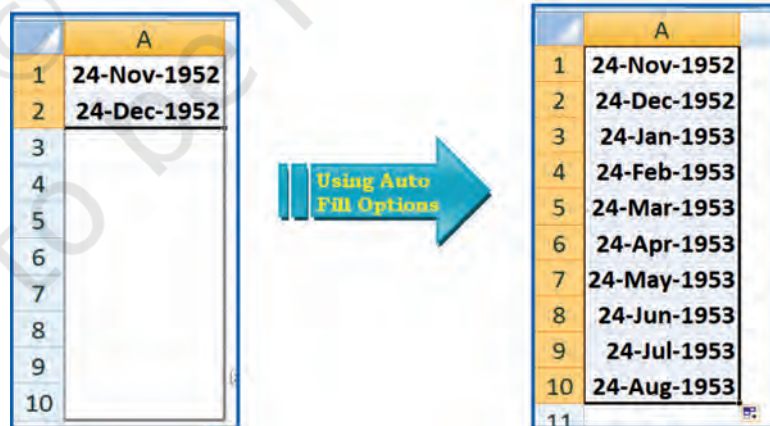 A
1 24-Nov-1952
2 24-Dec-1952
3
4
5
6
7
8
9
10
Using Auto
Fill Options
A
1 24-Nov-1952
2 24-Dec-1952
3 24-Jan-1953
4 24-Feb-1953
5 24-Mar-1953
6 24-Apr-1953
7 24-May-1953
8 24-Jun-1953
9 24-Jul-1953
10 24-Aug-1953
11
to be